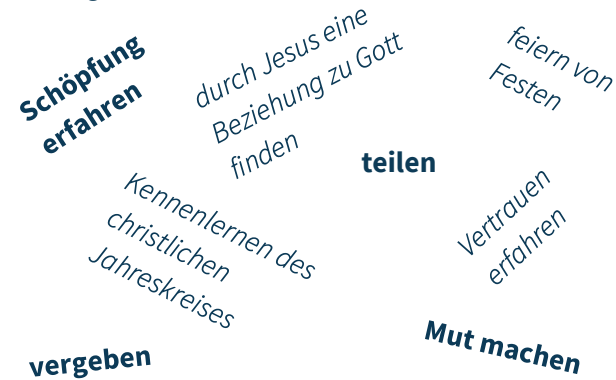 Schöpfung
erfahren
durch Jesus eine
Beziehung zu Gott
finden
feiern von
Festen
teilen
Kennenlernen des
christlichen
Jahreskreises
Vertrauen
erfahren
vergeben
Mut machen